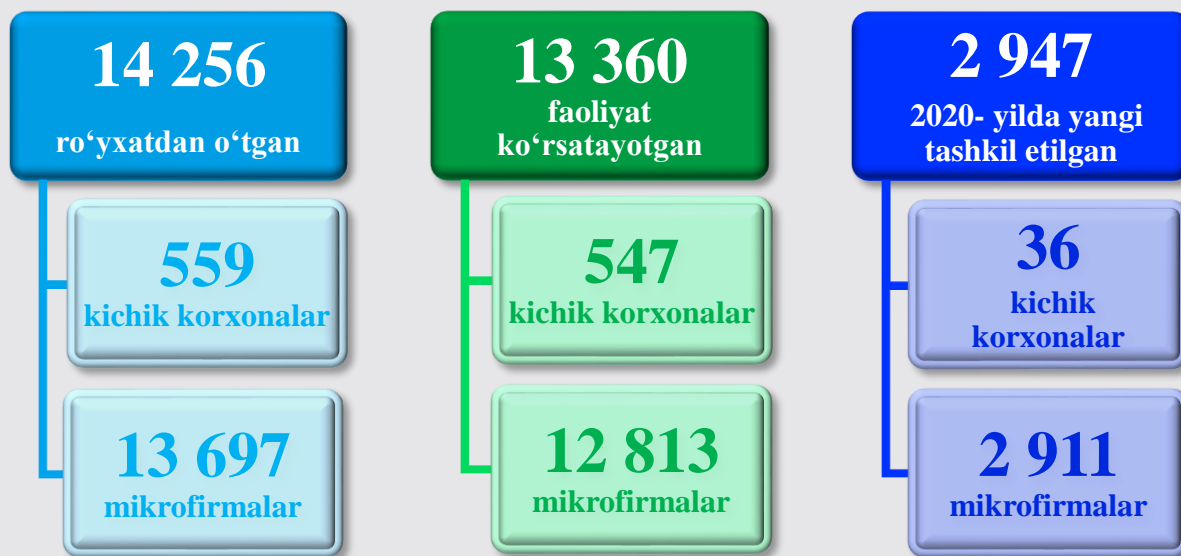 14 256
ro‘yxatdan o‘tgan
559
kichik korxonalar
13 697
mikrofirmalar
13 360
faoliyat
ko‘rsatayotgan
547
kichik korxonalar
12 813
mikrofirmalar
2 947
2020- yilda yangi
tashkil etilgan
36
kichik
korxonalar
2 911
mikrofirmalar